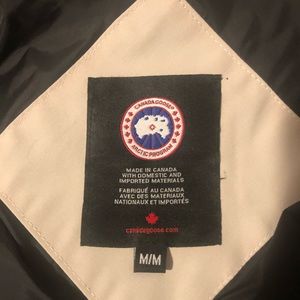 CANADA GOOSE®
ARCTIC PROGRAM
MADE IN CANADA
WITH DOMESTIC AND
IMPORTED MATERIALS
FABRIQUÉ AU CANADA
AVEC DES MATÉRIAUX
NATIONAUX ET IMPORTÉS
canadagoose.com
M/M